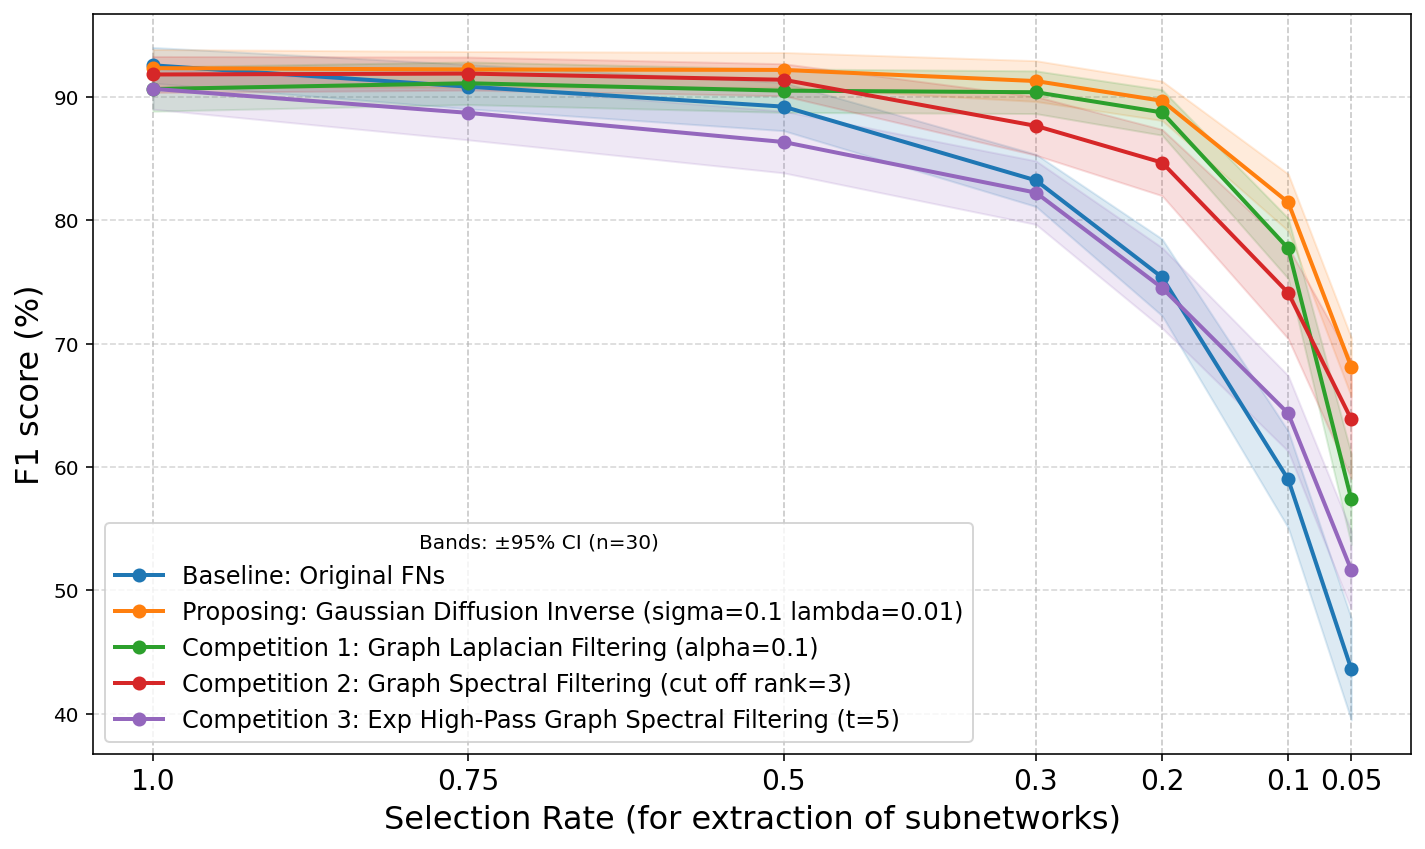 F1 score (%)
90
80
70
60
50
40
Bands: ±95% CI (n=30)
Baseline: Original FNs
Proposing: Gaussian Diffusion Inverse (sigma=0.1 lambda=0.01)
Competition 1: Graph Laplacian Filtering (alpha=0.1)
Competition 2: Graph Spectral Filtering (cut off rank=3)
Competition 3: Exp High-Pass Graph Spectral Filtering (t=5)
1.0 0.75 0.5 0.3 0.2 0.1 0.05
Selection Rate (for extraction of subnetworks)